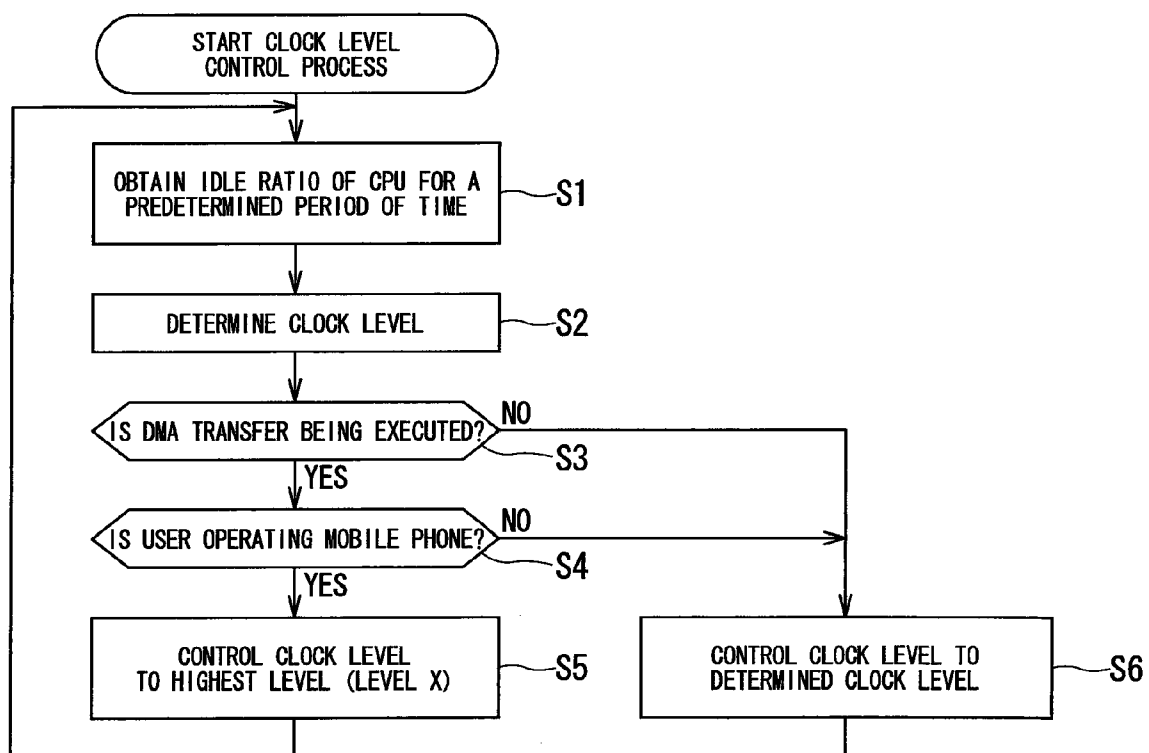 START CLOCK LEVEL
CONTROL PROCESS
OBTAIN IDLE RATIO OF CPU FOR A
PREDETERMINED PERIOD OF TIME
S1
DETERMINE CLOCK LEVEL
S2
IS DMA TRANSFER BEING EXECUTED?
NO
S3
YES
IS USER OPERATING MOBILE PHONE?
NO
S4
YES
CONTROL CLOCK LEVEL
TO HIGHEST LEVEL (LEVEL X)
S5
CONTROL CLOCK LEVEL TO
DETERMINED CLOCK LEVEL
S6